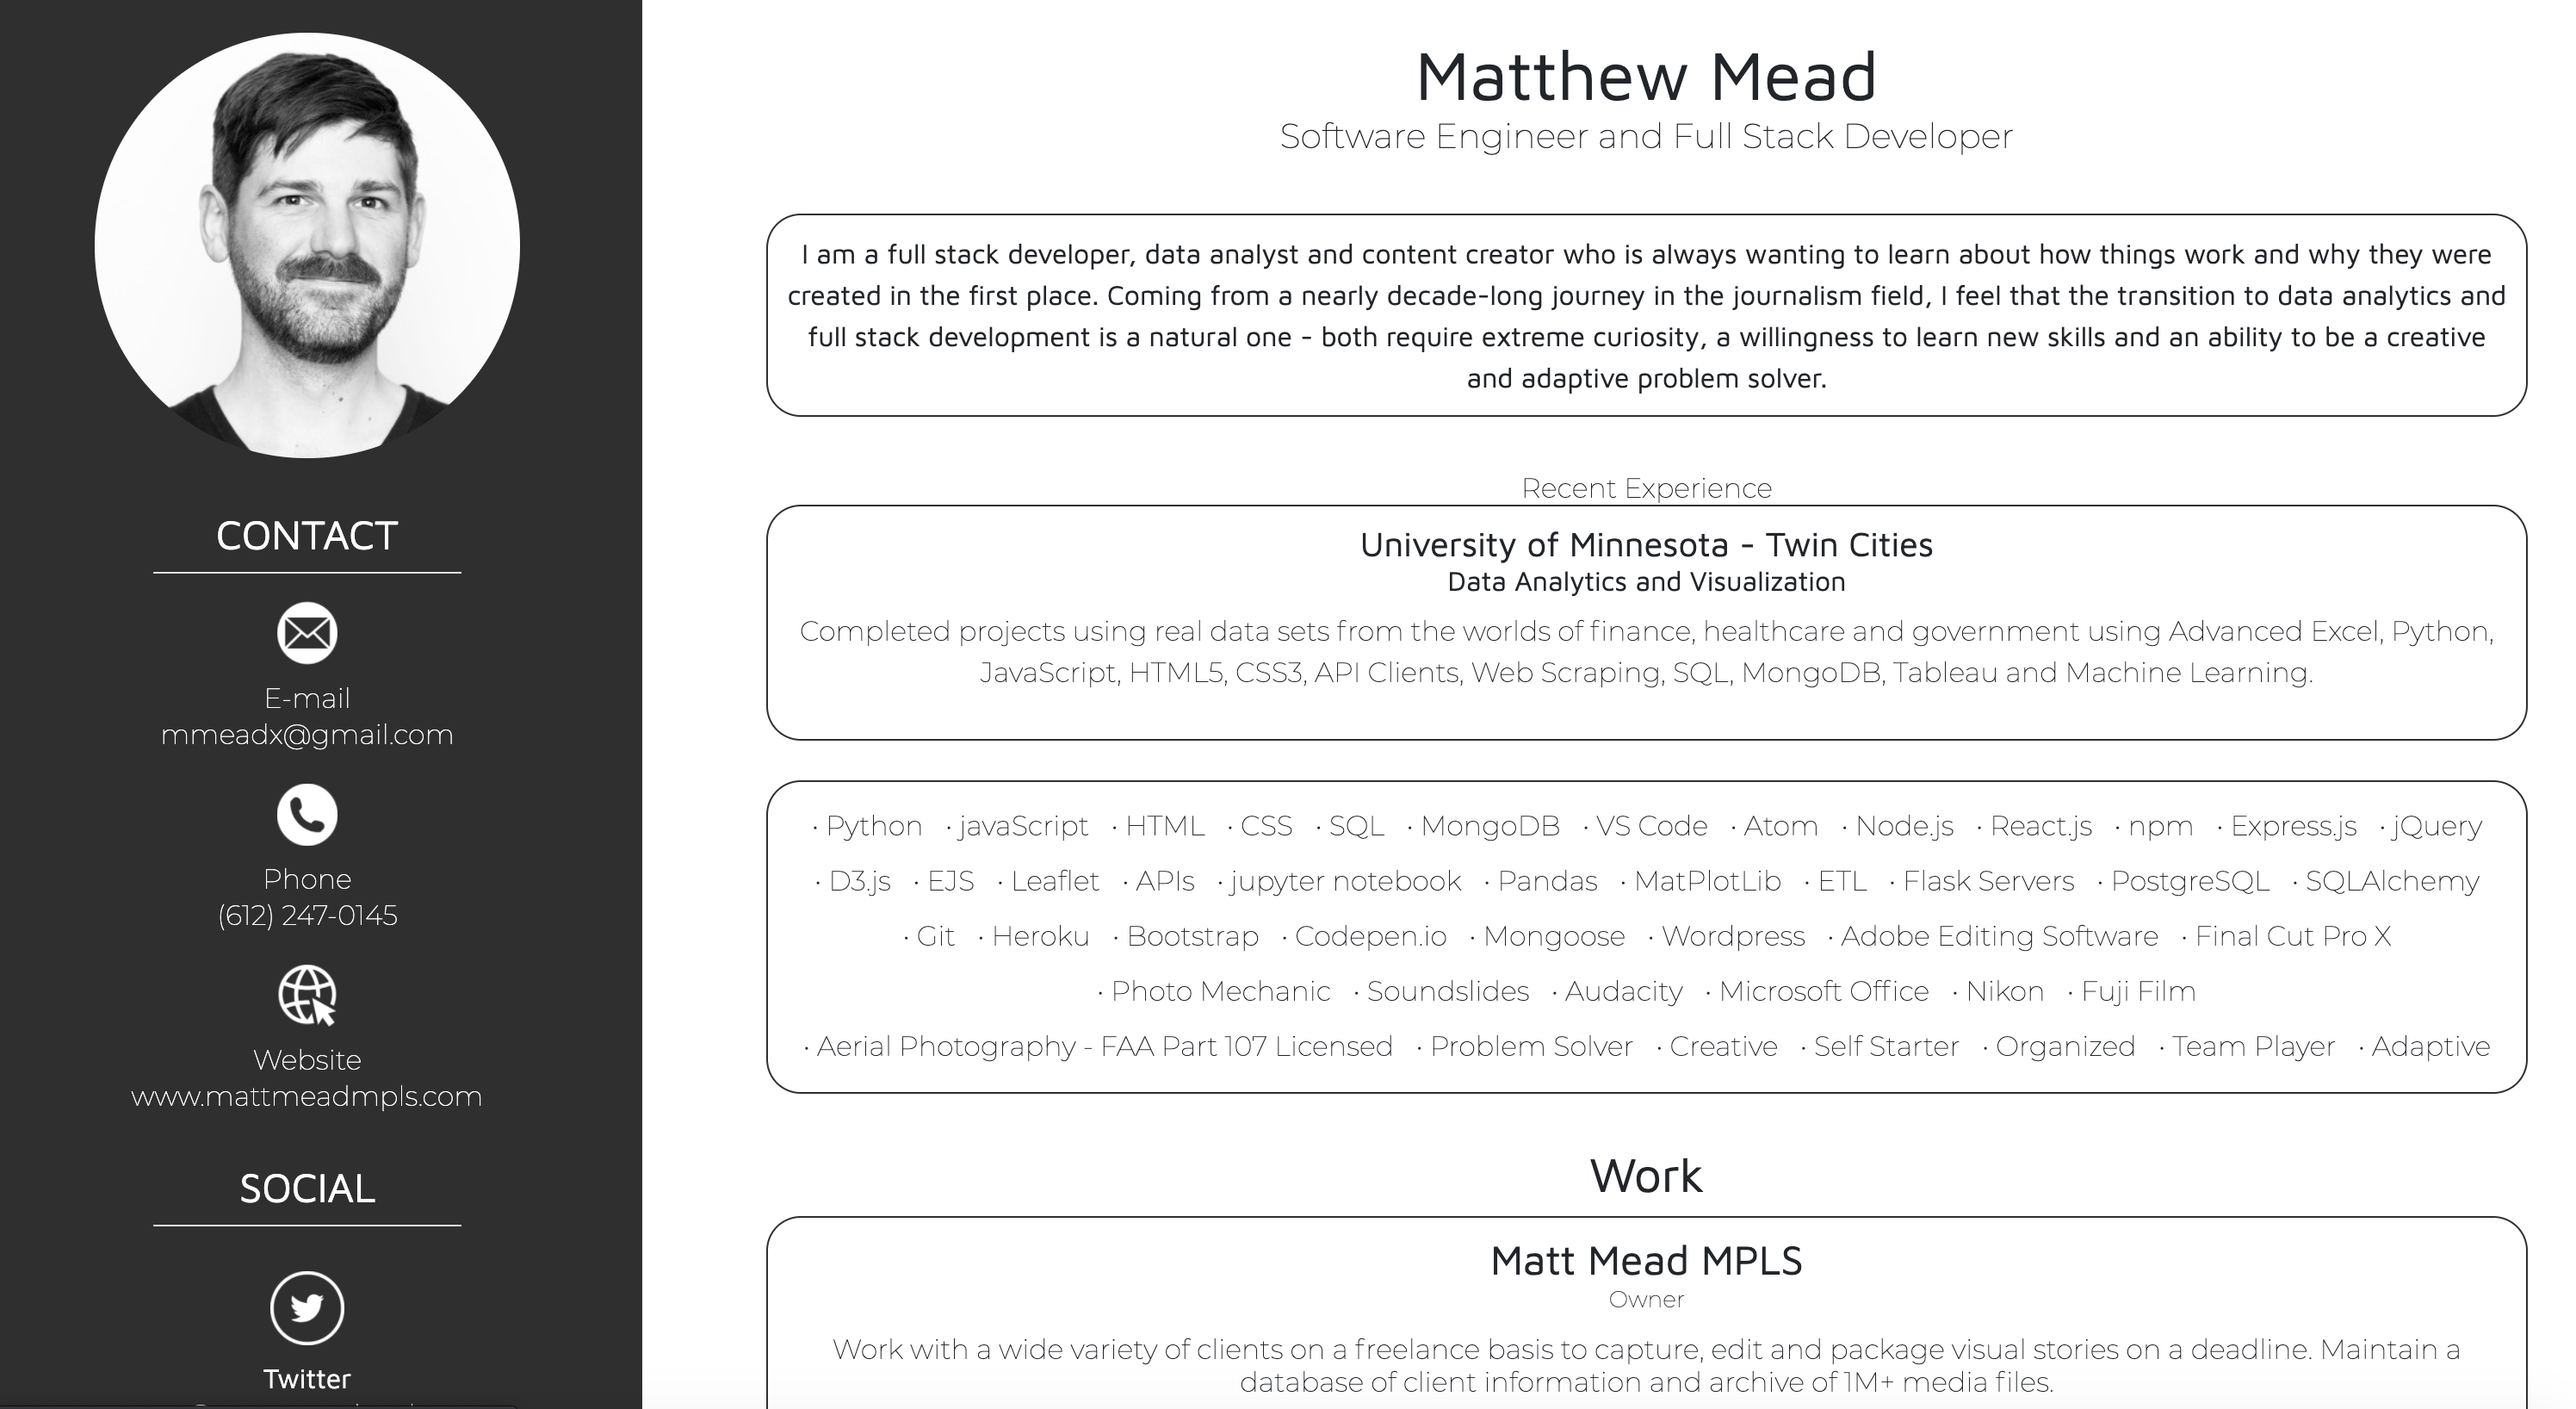 CONTACT
E-mail
mmeadx@gmail.com
Phone
(612) 247-0145
Website
www.mattmeadmpls.com
SOCIAL
Twitter
Matthew Mead
Software Engineer and Full Stack Developer
I am a full stack developer, data analyst and content creator who is always wanting to learn about how things work and why they were
created in the first place. Coming from a nearly decade-long journey in the journalism field, I feel that the transition to data analytics and
full stack development is a natural one - both require extreme curiosity, a willingness to learn new skills and an ability to be a creative
and adaptive problem solver.
Recent Experience
University of Minnesota - Twin Cities
Data Analytics and Visualization
Completed projects using real data sets from the worlds of finance, healthcare and government using Advanced Excel, Python,
JavaScript, HTML5, CSS3, API Clients, Web Scraping, SQL, MongoDB, Tableau and Machine Learning.
· Python · javaScript · HTML · CSS · SQL · MongoDB · VS Code · Atom · Node.js · React.js · npm · Express.js · jQuery
· D3.js · EJS · Leaflet · APIs · jupyter notebook · Pandas · MatPlotLib · ETL · Flask Servers · PostgreSQL · SQLAlchemy
· Git · Heroku · Bootstrap · Codepen.io · Mongoose · Wordpress · Adobe Editing Software · Final Cut Pro X
· Photo Mechanic · Soundslides · Audacity · Microsoft Office · Nikon · Fuji Film
· Aerial Photography - FAA Part 107 Licensed · Problem Solver · Creative · Self Starter · Organized · Team Player · Adaptive
Work
Matt Mead MPLS
Owner
Work with a wide variety of clients on a freelance basis to capture, edit and package visual stories on a deadline. Maintain a
database of client information and archive of 1M+ media files.